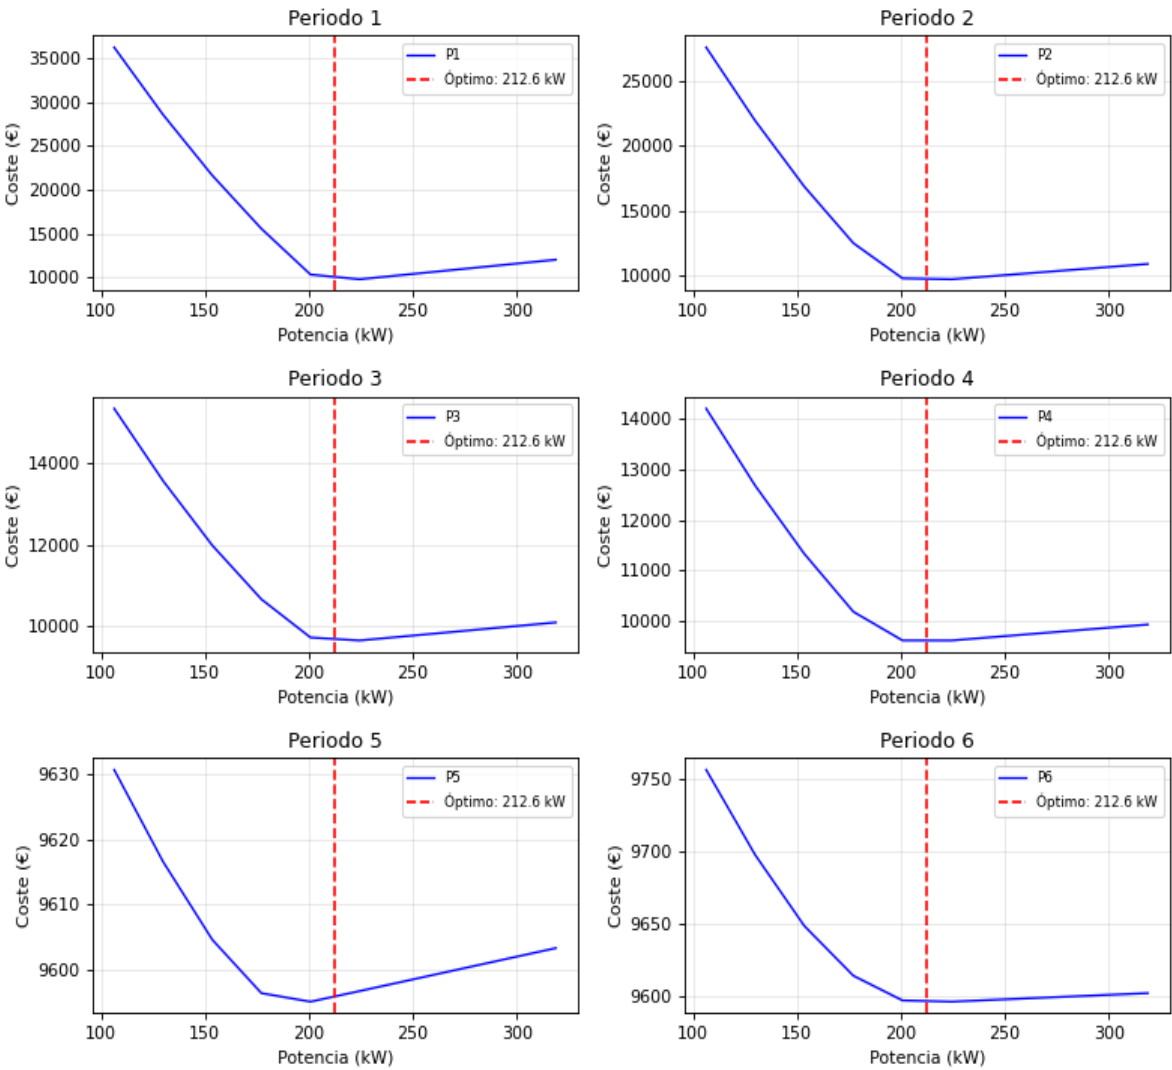 Periodo 1
Coste (€)
35000
30000
25000
20000
15000
10000
P1
Óptimo: 212.6 kW
100 150 200 250 300
Potencia (kW)
Periodo 2
Coste (€)
25000
20000
15000
10000
P2
Óptimo: 212.6 kW
100 150 200 250 300
Potencia (kW)
Periodo 3
Coste (€)
14000
12000
10000
P3
Óptimo: 212.6 kW
100 150 200 250 300
Potencia (kW)
Periodo 4
Coste (€)
14000
13000
12000
11000
10000
P4
Óptimo: 212.6 kW
100 150 200 250 300
Potencia (kW)
Periodo 5
Coste (€)
9630
9620
9610
9600
P5
Óptimo: 212.6 kW
100 150 200 250 300
Potencia (kW)
Periodo 6
Coste (€)
9750
9700
9650
9600
P6
Óptimo: 212.6 kW
100 150 200 250 300
Potencia (kW)